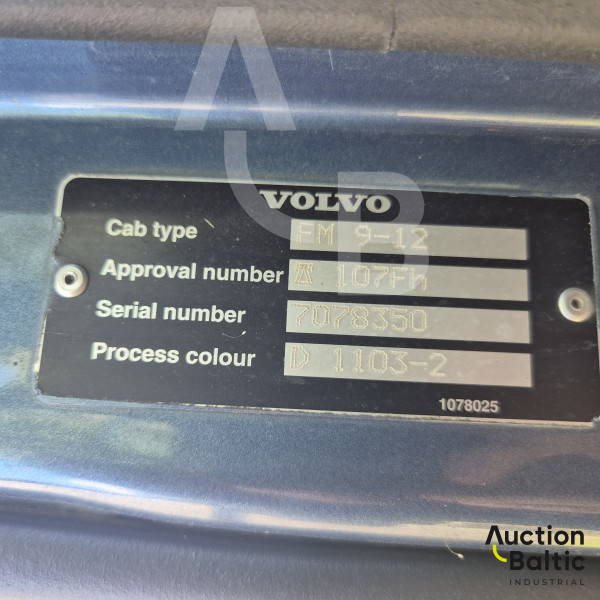 VOLVO
Cab type FM 9-12
Approval number 107Fh
Serial number 7078350
Process colour D 1103-2
1078025
Auction
Baltic
INDUSTRIAL